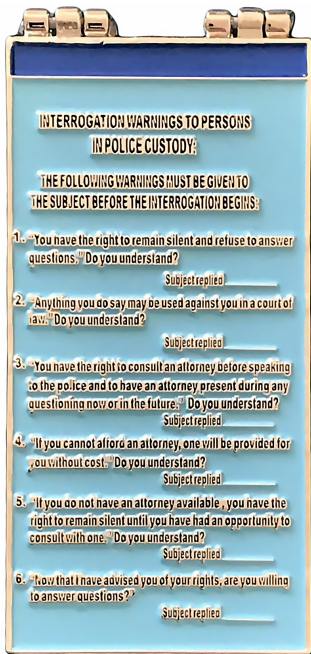 INTERROGATION WARNINGS TO PERSONS
IN POLICE CUSTODY:
THE FOLLOWING WARNINGS MUST BE GIVEN TO
THE SUBJECT BEFORE THE INTERROGATION BEGINS:
1. "You have the right to remain silent and refuse to answer
questions." Do you understand?
Subject replied ________
2. "Anything you do say may be used against you in a court of
law." Do you understand?
Subject replied ________
3. "You have the right to consult an attorney before speaking
to the police and to have an attorney present during any
questioning now or in the future." Do you understand?
Subject replied ________
4. "If you cannot afford an attorney, one will be provided for
you without cost." Do you understand?
Subject replied ________
5. "If you do not have an attorney available, you have the
right to remain silent until you have had an opportunity to
consult with one." Do you understand?
Subject replied ________
6. "Now that I have advised you of your rights, are you willing
to answer questions?"
Subject replied ________